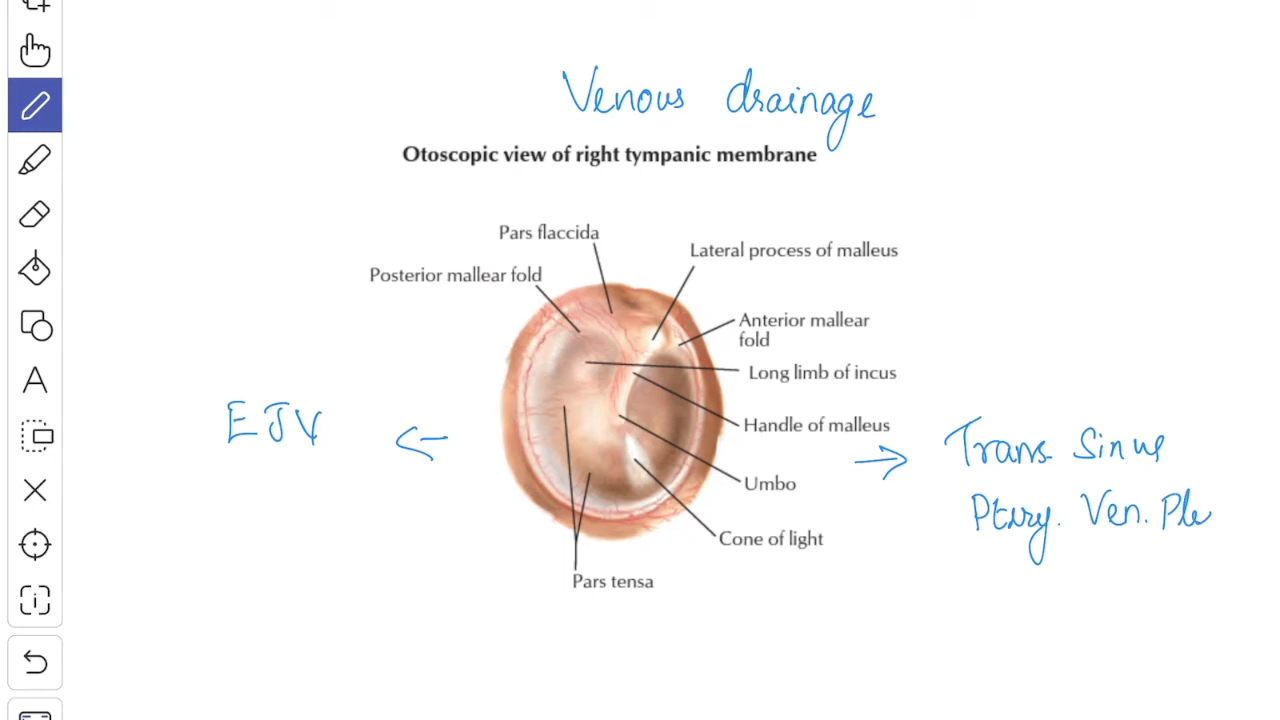 Venous drainage
Otoscopic view of right tympanic membrane
Pars flaccida
Lateral process of malleus
Posterior mallear fold
Anterior mallear
fold
Long limb of incus
EJV
Handle of malleus
Trans. Sinus
Umbo
Ptery. Ven. Ple
Cone of light
Pars tensa
A